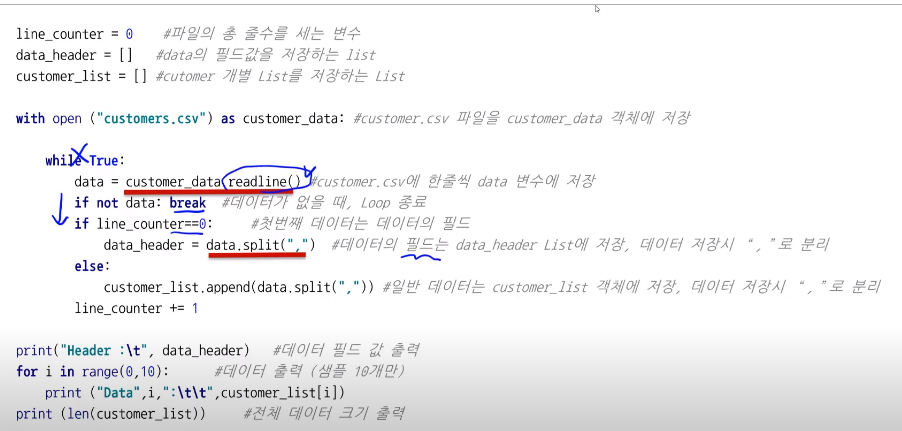 line_counter = 0 #파일의 총 줄수를 세는 변수
data_header = [] #data의 필드값을 저장하는 list
customer_list = [] #cutomer 개별 List를 저장하는 List
with open ("customers.csv") as customer_data: #customer.csv 파일을 customer_data 객체에 저장
while True:
data = customer_data.readline() #customer.csv에 한줄씩 data 변수에 저장
if not data: break #데이터가 없을 때, Loop 종료
if line_counter==0: #첫번째 데이터는 데이터의 필드
data_header = data.split(",") #데이터의 필드는 data_header List에 저장, 데이터 저장시 “,”로 분리
else:
customer_list.append(data.split(",")) #일반 데이터는 customer_list 객체에 저장, 데이터 저장시 “,”로 분리
line_counter += 1
print("Header :\t", data_header) #데이터 필드 값 출력
for i in range(0,10): #데이터 출력 (샘플 10개만)
print ("Data",i,":\t\t",customer_list[i])
print (len(customer_list)) #전체 데이터 크기 출력